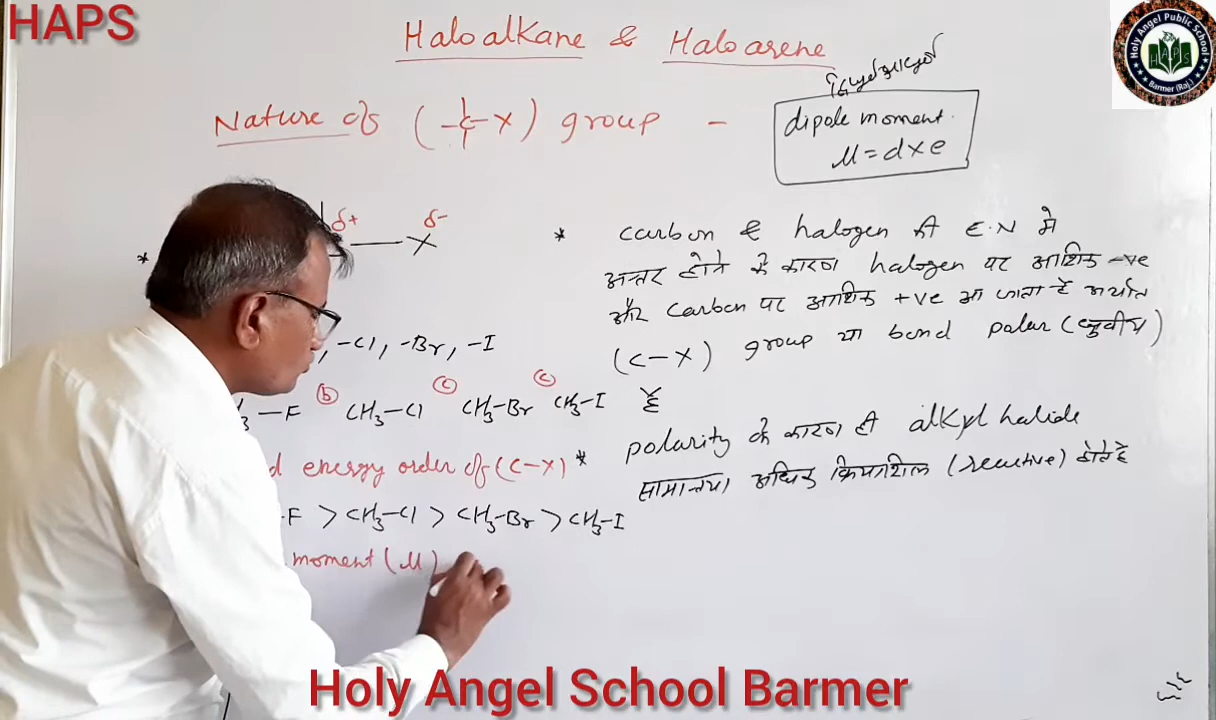 HAPS
Haloalkane & Haloarene
Holy Angel Public School
HAPS
Barmer (Raj.)
Nature of (-C-X) group -
dipole moment.
μ = d×e
δ+ δ-
X
* carbon & halogen की E.N में
अन्तर होने के कारण halogen पर आंशिक -ve
और carbon पर आंशिक +ve आ जाता है अर्थात
(C-X) group या bond polar (ध्रुवीय)
है
, -Cl, -Br, -I
(b) (c) (c)
-F CH3-Cl CH3-Br CH3-I
* polarity के कारण ही alkyl halide
सामान्यतः अधिक क्रियाशील (reactive) होते है
energy order of (C-X)
-F > CH3-Cl > CH3-Br > CH3-I
moment (μ)
Holy Angel School Barmer